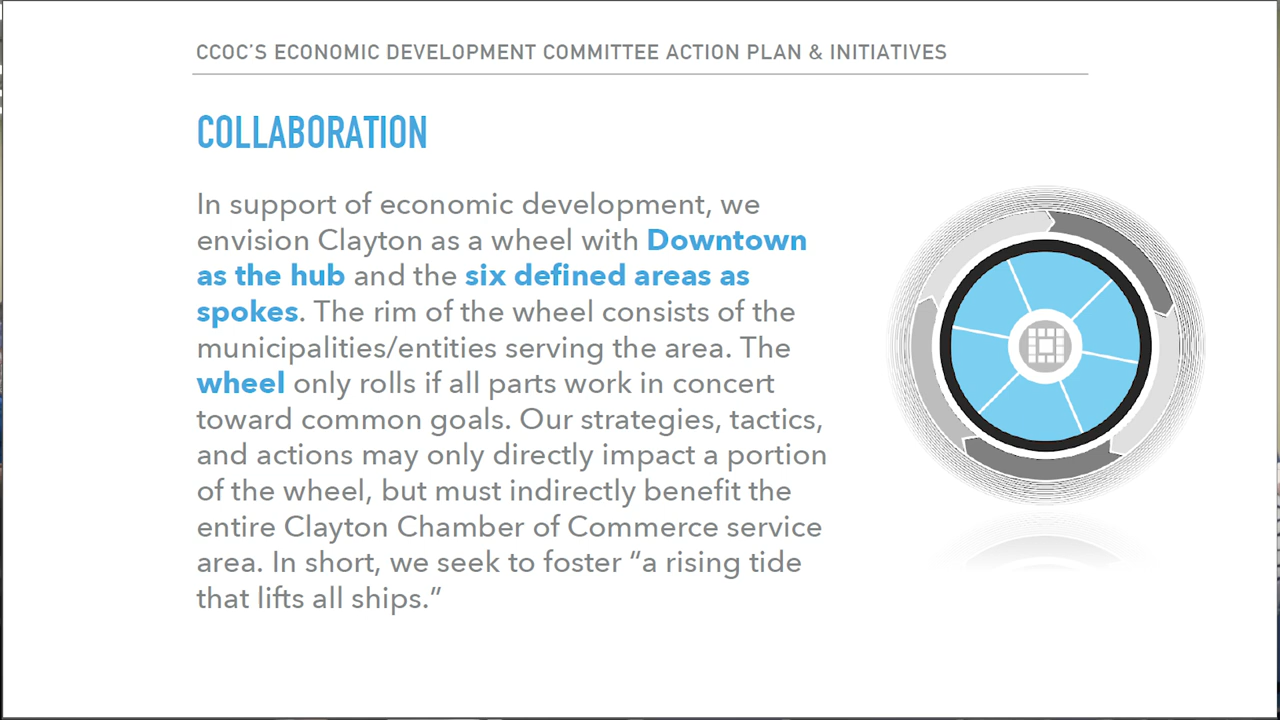 CCOC'S ECONOMIC DEVELOPMENT COMMITTEE ACTION PLAN & INITIATIVES
COLLABORATION
In support of economic development, we
envision Clayton as a wheel with Downtown
as the hub and the six defined areas as
spokes. The rim of the wheel consists of the
municipalities/entities serving the area. The
wheel only rolls if all parts work in concert
toward common goals. Our strategies, tactics,
and actions may only directly impact a portion
of the wheel, but must indirectly benefit the
entire Clayton Chamber of Commerce service
area. In short, we seek to foster “a rising tide
that lifts all ships.”